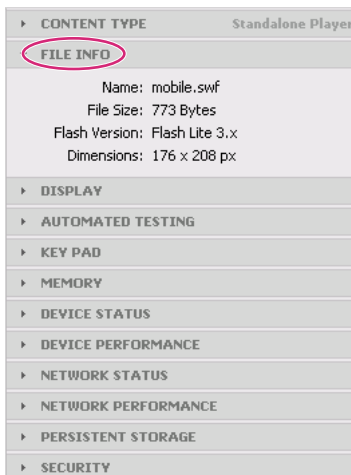 CONTENT TYPE Standalone Player
FILE INFO
Name: mobile.swf
File Size: 773 Bytes
Flash Version: Flash Lite 3.x
Dimensions: 176 x 208 px
DISPLAY
AUTOMATED TESTING
KEY PAD
MEMORY
DEVICE STATUS
DEVICE PERFORMANCE
NETWORK STATUS
NETWORK PERFORMANCE
PERSISTENT STORAGE
SECURITY